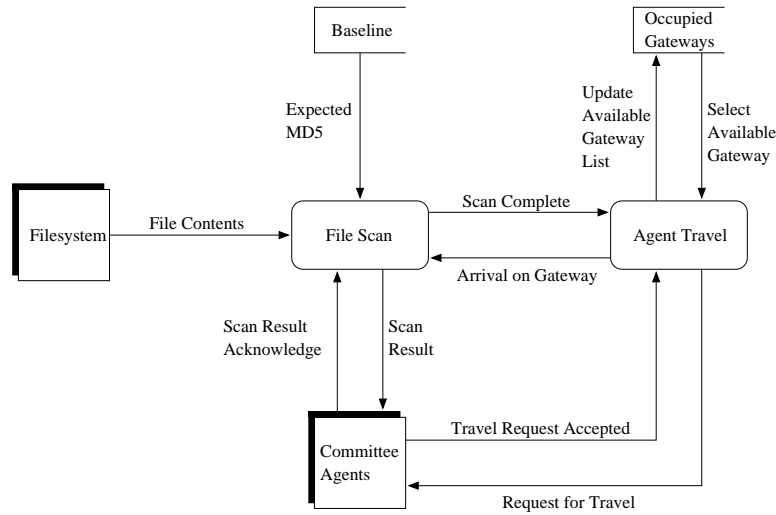 Baseline
Occupied
Gateways
Expected
MD5
Update
Available
Gateway
List
Select
Available
Gateway
Filesystem
File Contents
File Scan
Scan Complete
Agent Travel
Arrival on Gateway
Scan Result
Acknowledge
Scan
Result
Committee
Agents
Travel Request Accepted
Request for Travel